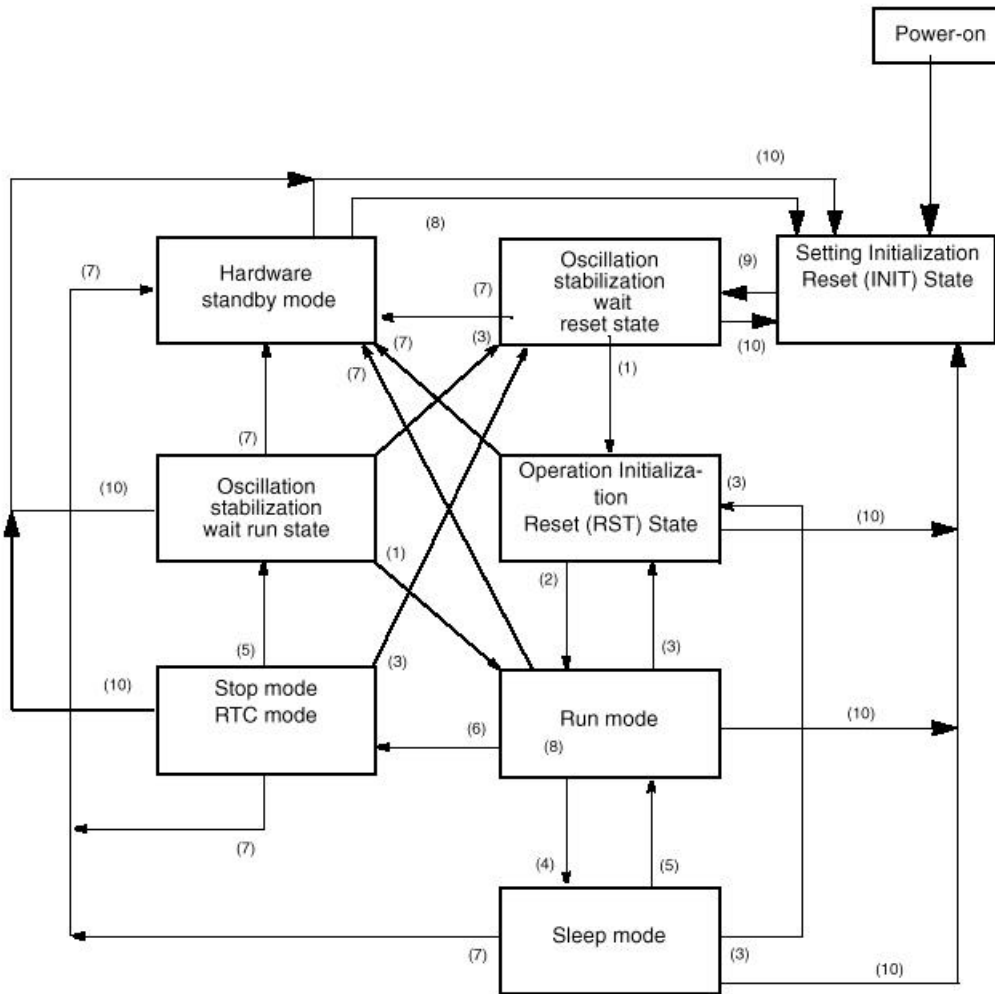 Power-on
(10)
(8)
Hardware
standby mode
(7)
Oscillation
stabilization
wait
reset state
(9)
Setting Initialization
Reset (INIT) State
(7)
(7)
(3)
(10)
(7)
(1)
(7)
Oscillation
stabilization
wait run state
(10)
Operation Initializa-
tion
Reset (RST) State
(3)
(10)
(1)
(2)
(5)
(3)
(3)
Stop mode
RTC mode
(10)
(6)
Run mode
(8)
(10)
(7)
(4)
(5)
Sleep mode
(7)
(3)
(10)